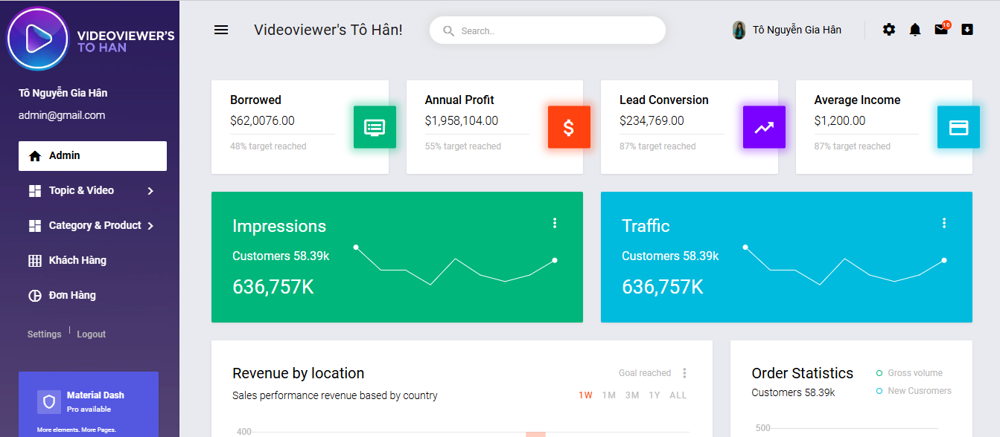 VIDEOVIEWER'S
TO HAN
Tô Nguyễn Gia Hân
admin@gmail.com
Admin
Topic & Video
Category & Product
Khách Hàng
Đơn Hàng
Settings
Logout
Material Dash
Pro available
More elements. More Pages.
Videoviewer's Tô Hân!
Search..
Tô Nguyễn Gia Hân
10
Borrowed
$62,0076.00
48% target reached
Annual Profit
$1,958,104.00
55% target reached
Lead Conversion
$234,769.00
87% target reached
Average Income
$1,200.00
87% target reached
Impressions
Customers 58.39k
636,757K
Traffic
Customers 58.39k
636,757K
Revenue by location
Goal reached
Sales performance revenue based by country
1W 1M 3M 1Y ALL
400
Order Statistics
Customers 58.39k
Gross volume
New Cusromers
500